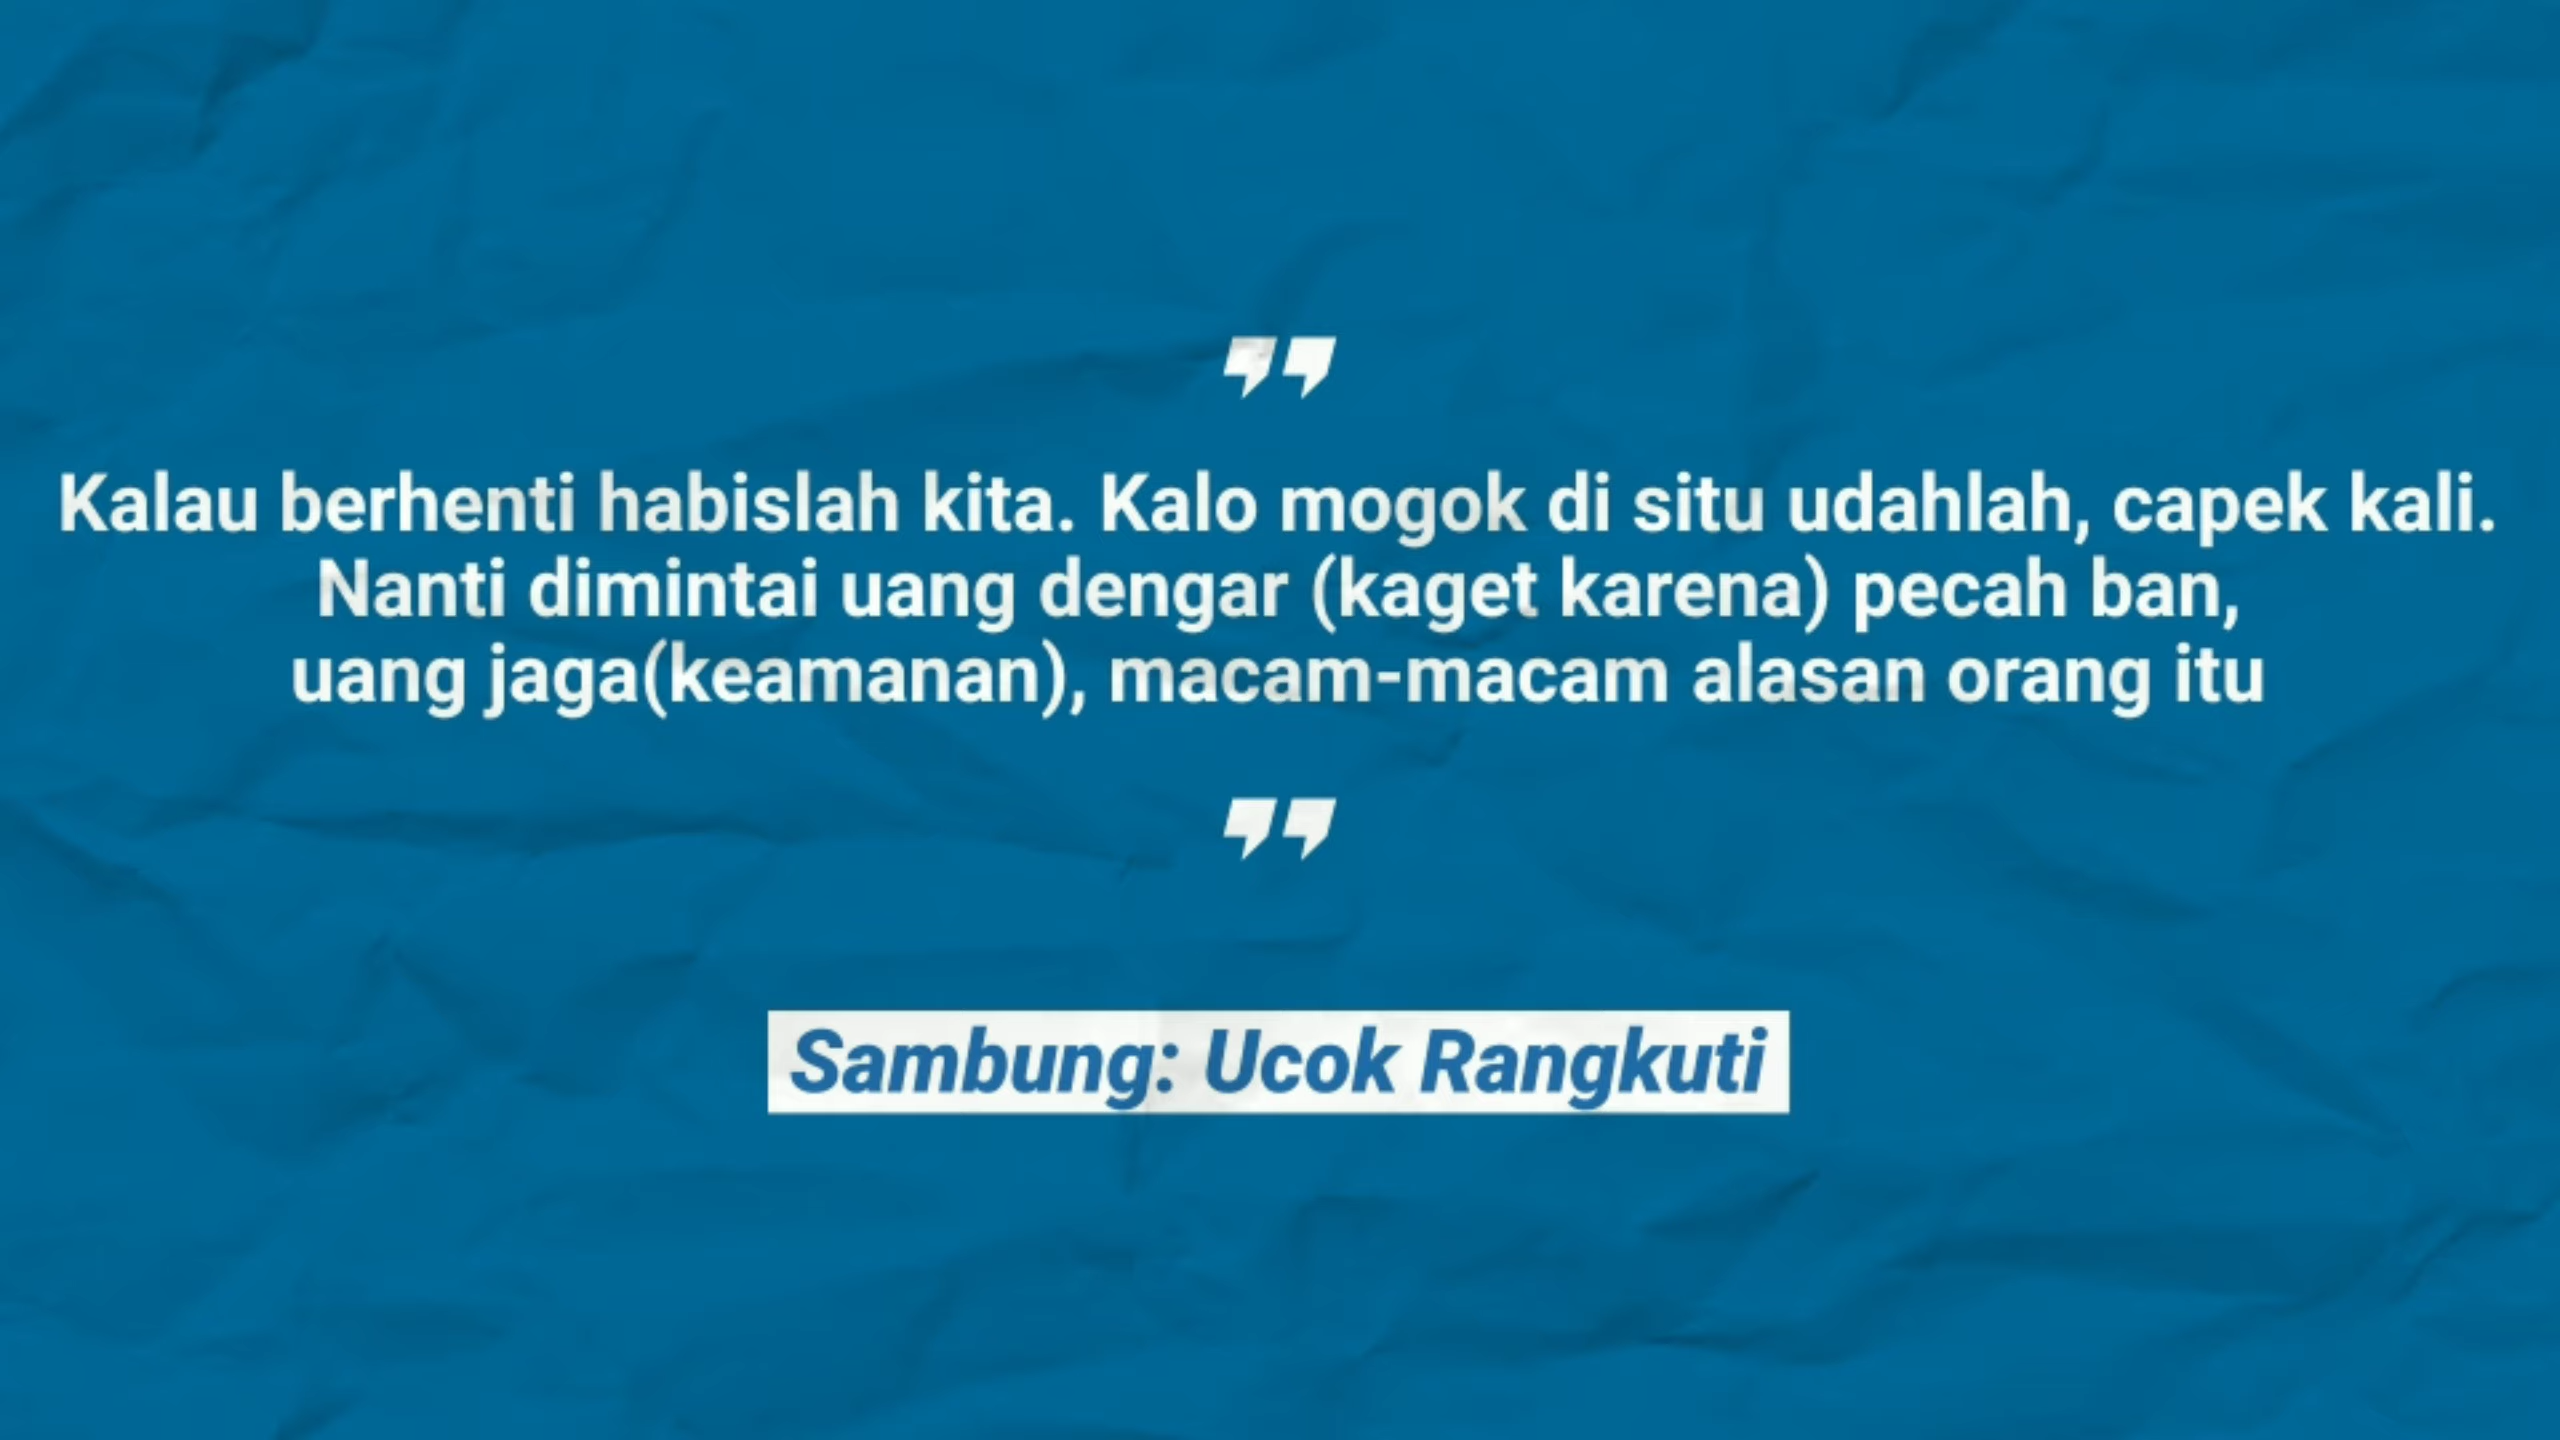 ”
Kalau berhenti habislah kita. Kalo mogok di situ udahlah, capek kali.
Nanti dimintai uang dengar (kaget karena) pecah ban,
uang jaga(keamanan), macam-macam alasan orang itu
”
Sambung: Ucok Rangkuti